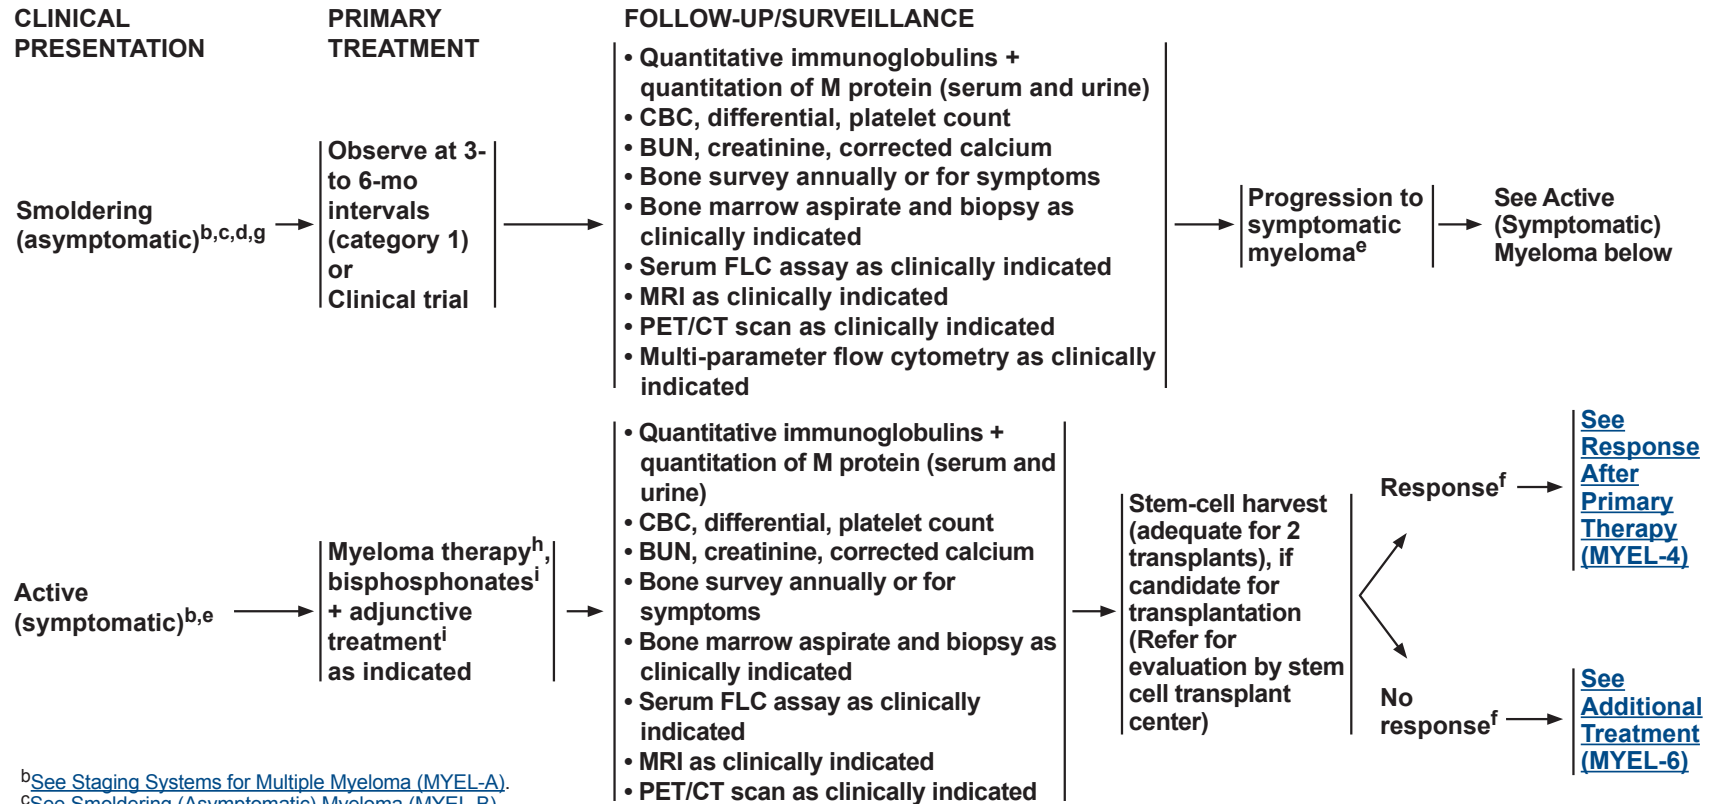 CLINICAL
PRESENTATION
PRIMARY
TREATMENT
FOLLOW-UP/SURVEILLANCE
Smoldering
(asymptomatic)b,c,d,g
Observe at 3-
to 6-mo
intervals
(category 1)
or
Clinical trial
• Quantitative immunoglobulins +
quantitation of M protein (serum and urine)
• CBC, differential, platelet count
• BUN, creatinine, corrected calcium
• Bone survey annually or for symptoms
• Bone marrow aspirate and biopsy as
clinically indicated
• Serum FLC assay as clinically indicated
• MRI as clinically indicated
• PET/CT scan as clinically indicated
• Multi-parameter flow cytometry as clinically
indicated
Progression to
symptomatic
myelomae
See Active
(Symptomatic)
Myeloma below
Active
(symptomatic)b,e
Myeloma therapyh,
bisphosphonatesi
+ adjunctive
treatmenti
as indicated
• Quantitative immunoglobulins +
quantitation of M protein (serum and
urine)
• CBC, differential, platelet count
• BUN, creatinine, corrected calcium
• Bone survey annually or for
symptoms
• Bone marrow aspirate and biopsy as
clinically indicated
• Serum FLC assay as clinically
indicated
• MRI as clinically indicated
• PET/CT scan as clinically indicated
Stem-cell harvest
(adequate for 2
transplants), if
candidate for
transplantation
(Refer for
evaluation by stem
cell transplant
center)
Responsef
See
Response
After
Primary
Therapy
(MYEL-4)
No
responsef
See
Additional
Treatment
(MYEL-6)
bSee Staging Systems for Multiple Myeloma (MYEL-A).
cSee Smoldering (Asymptomatic) Myeloma (MYEL-B)